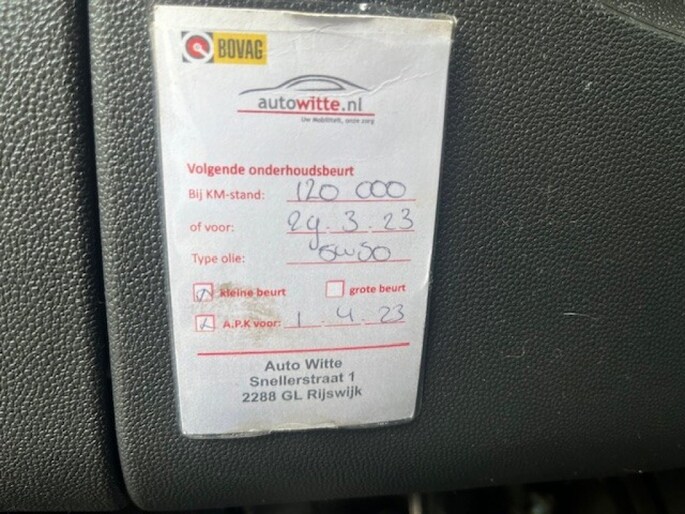 BOVAG
autowitte.nl
Uw Mobiliteit, onze zorg
Volgende onderhoudsbeurt
Bij KM-stand: 120 000
of voor: 29.3.23
Type olie: 5W50
kleine beurt grote beurt
A.P.K voor: 1.4.23
Auto Witte
Snellerstraat 1
2288 GL Rijswijk